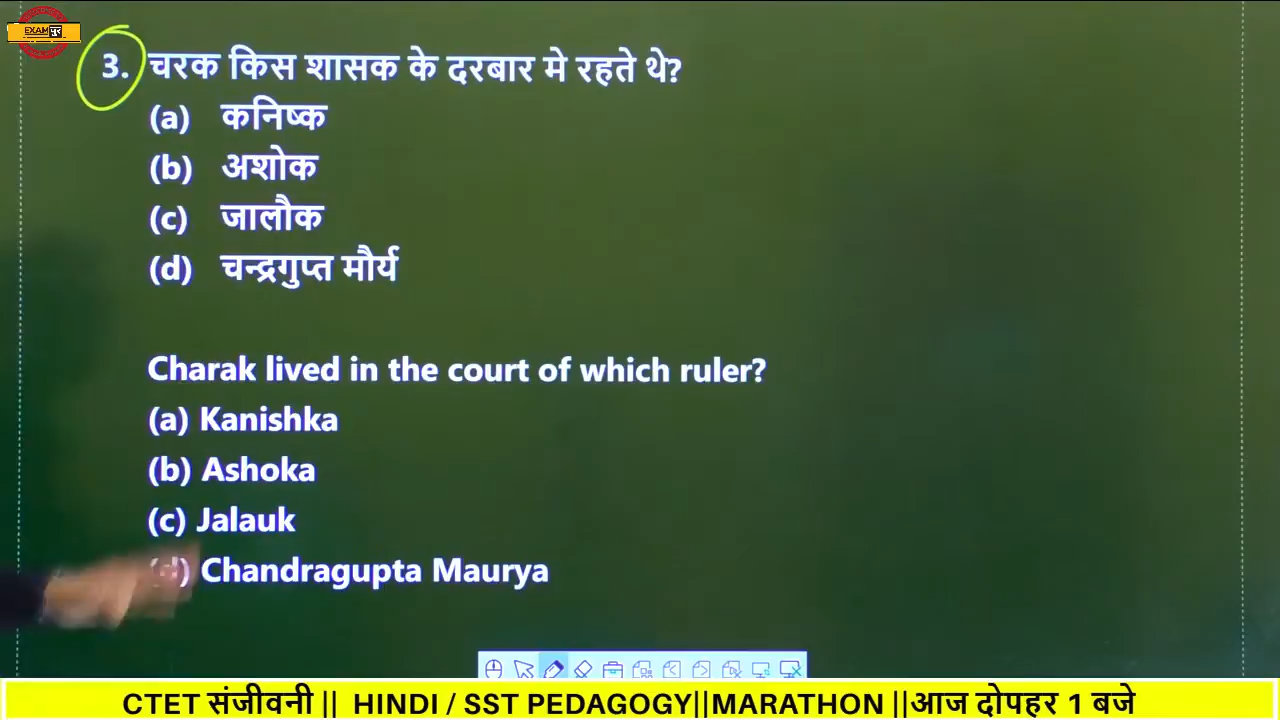 EXAM
3. चरक किस शासक के दरबार मे रहते थे?
(a) कनिष्क
(b) अशोक
(c) जालौक
(d) चन्द्रगुप्त मौर्य
Charak lived in the court of which ruler?
(a) Kanishka
(b) Ashoka
(c) Jalauk
(d) Chandragupta Maurya
CTET संजीवनी || HINDI / SST PEDAGOGY||MARATHON ||आज दोपहर 1 बजे